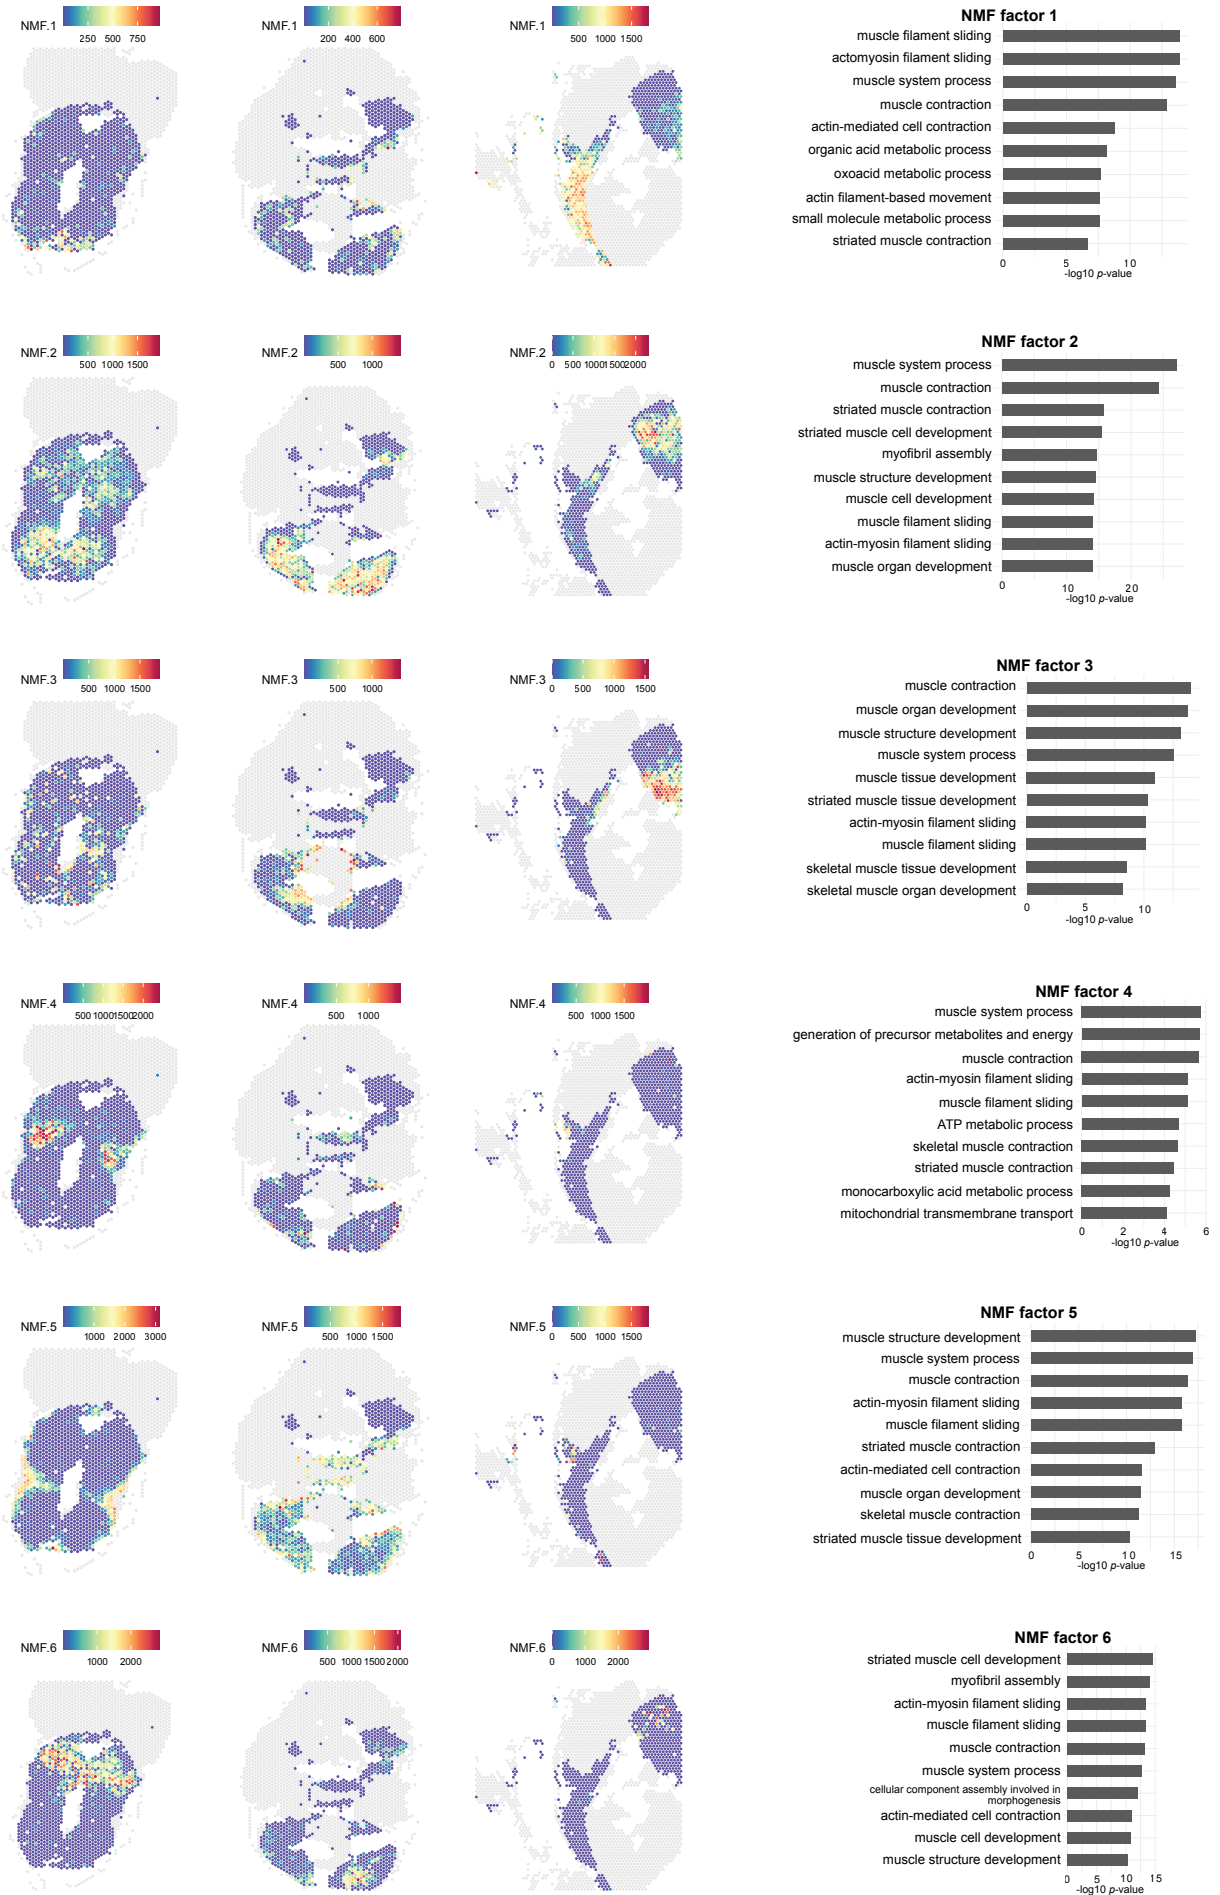 NMF.1
250 500 750
NMF.1
200 400 600
NMF.1
500 1000 1500
NMF factor 1
muscle filament sliding
actomyosin filament sliding
muscle system process
muscle contraction
actin-mediated cell contraction
organic acid metabolic process
oxoacid metabolic process
actin filament-based movement
small molecule metabolic process
striated muscle contraction
0 5 10
-log10 p-value
NMF.2
500 1000 1500
NMF.2
500 1000
NMF.2
0 500 1000 1500 2000
NMF factor 2
muscle system process
muscle contraction
striated muscle contraction
striated muscle cell development
myofibril assembly
muscle structure development
muscle cell development
muscle filament sliding
actin-myosin filament sliding
muscle organ development
0 10 20
-log10 p-value
NMF.3
500 1000 1500
NMF.3
500 1000
NMF.3
0 500 1000 1500
NMF factor 3
muscle contraction
muscle organ development
muscle structure development
muscle system process
muscle tissue development
striated muscle tissue development
actin-myosin filament sliding
muscle filament sliding
skeletal muscle tissue development
skeletal muscle organ development
0 5 10
-log10 p-value
NMF.4
500 1000 1500 2000
NMF.4
500 1000
NMF.4
500 1000 1500
NMF factor 4
muscle system process
generation of precursor metabolites and energy
muscle contraction
actin-myosin filament sliding
muscle filament sliding
ATP metabolic process
skeletal muscle contraction
striated muscle contraction
monocarboxylic acid metabolic process
mitochondrial transmembrane transport
0 2 4 6
-log10 p-value
NMF.5
1000 2000 3000
NMF.5
500 1000 1500
NMF.5
0 500 1000 1500
NMF factor 5
muscle structure development
muscle system process
muscle contraction
actin-myosin filament sliding
muscle filament sliding
striated muscle contraction
actin-mediated cell contraction
muscle organ development
skeletal muscle contraction
striated muscle tissue development
0 5 10 15
-log10 p-value
NMF.6
1000 2000
NMF.6
500 1000 1500 2000
NMF.6
0 1000 2000
NMF factor 6
striated muscle cell development
myofibril assembly
actin-myosin filament sliding
muscle filament sliding
muscle contraction
muscle system process
cellular component assembly involved in
morphogenesis
actin-mediated cell contraction
muscle cell development
muscle structure development
0 5 10 15
-log10 p-value